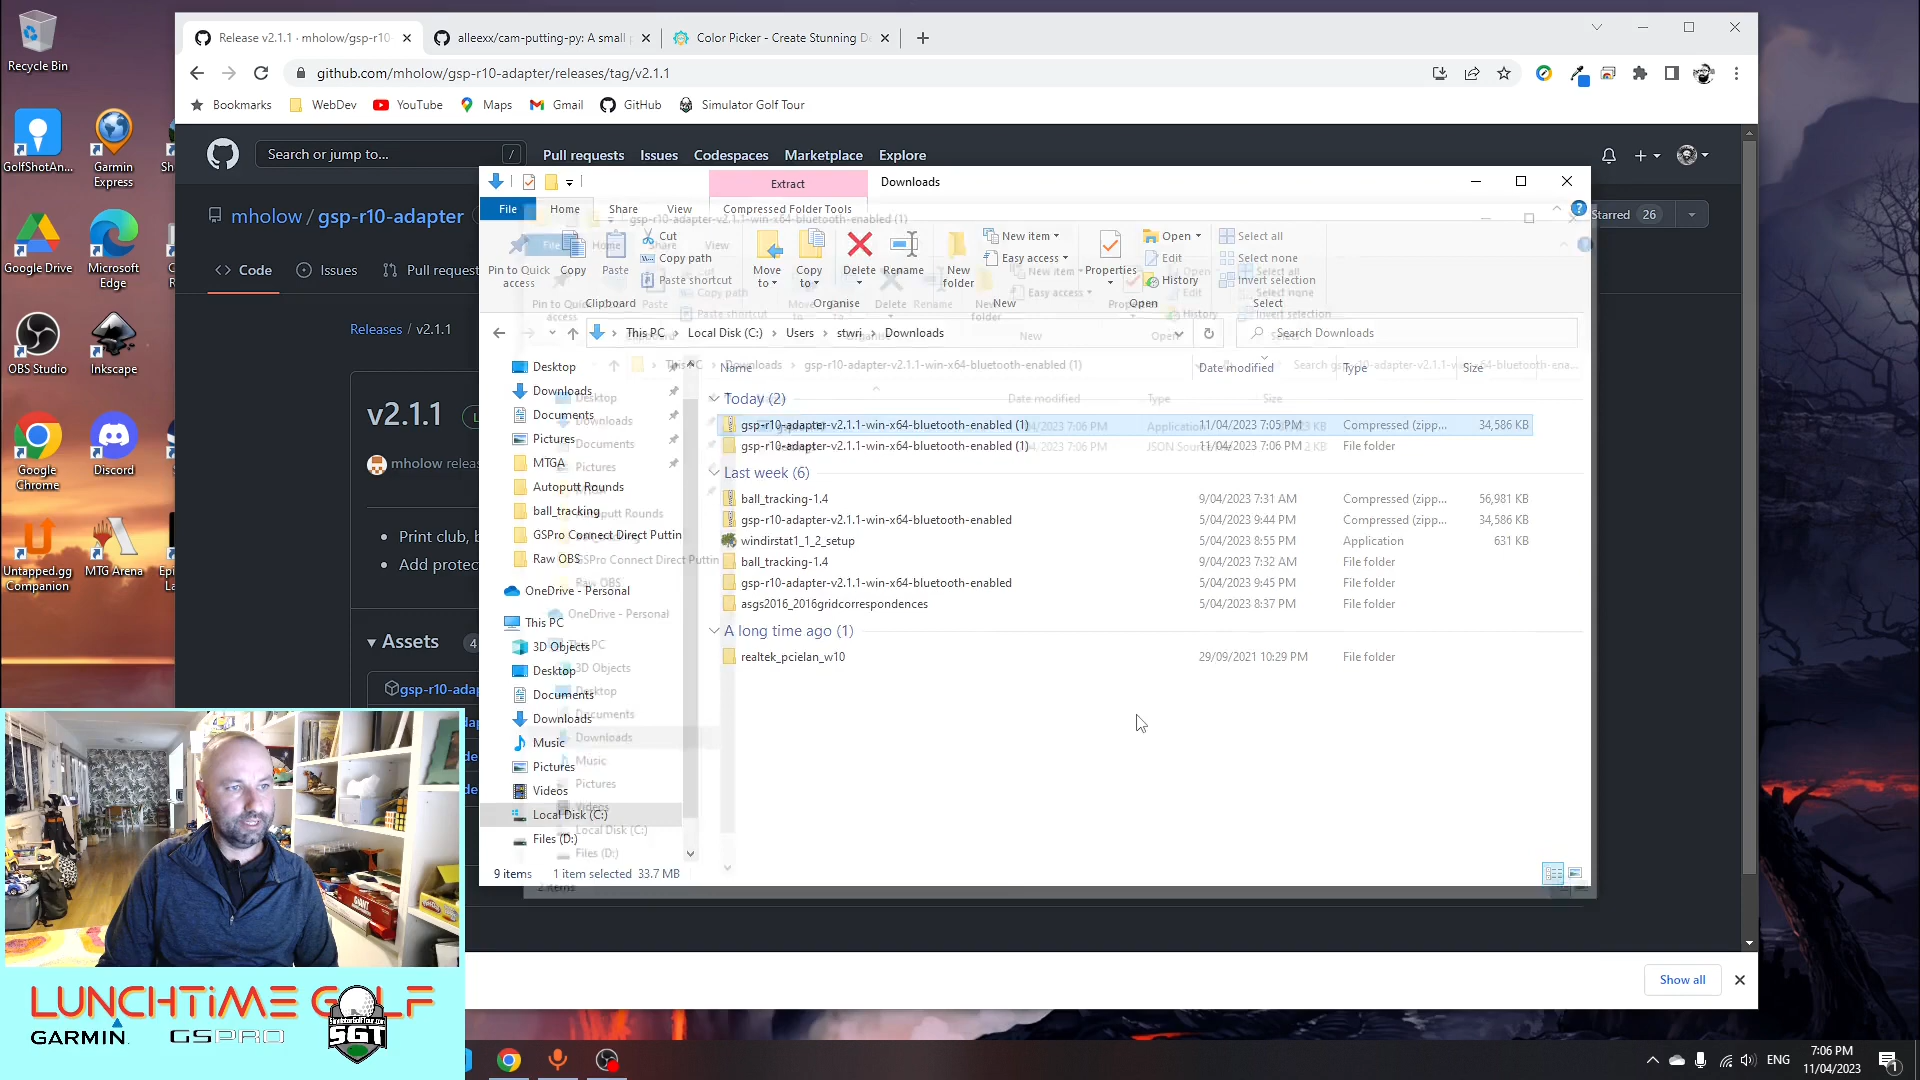 Recycle Bin
Release v2.1.1 · mholow/gsp-r10
alleexx/cam-putting-py: A small
Color Picker - Create Stunning D
github.com/mholow/gsp-r10-adapter/releases/tag/v2.1.1
Bookmarks
WebDev
YouTube
Maps
Gmail
GitHub
Simulator Golf Tour
Search or jump to...
/
Pull requests
Issues
Codespaces
Marketplace
Explore
mholow / gsp-r10-adapter
Starred 26
Code
Issues
Pull request
Releases / v2.1.1
v2.1.1
mholow relea
Print club, b
Add protec
Assets 4
gsp-r10-adap
GolfShotAn...
Garmin Express
Google Drive
Microsoft Edge
OBS Studio
Inkscape
Google Chrome
Discord
Untapped.gg Companion
MTG Arena
Extract
Downloads
File
Home
Share
View
Compressed Folder Tools
Pin to Quick access
Copy
Paste
Cut
Copy path
Paste shortcut
Move to
Copy to
Delete
Rename
New folder
New item
Easy access
Properties
Open
Edit
History
Select all
Select none
Invert selection
Clipboard
Organise
New
Open
Select
This PC
Local Disk (C:)
Users
stwri
Downloads
Search Downloads
Name
Date modified
Type
Size
Today (2)
gsp-r10-adapter-v2.1.1-win-x64-bluetooth-enabled (1) 11/04/2023 7:05 PM Compressed (zipp... 34,586 KB
gsp-r10-adapter-v2.1.1-win-x64-bluetooth-enabled (1) 11/04/2023 7:06 PM File folder
Last week (6)
ball_tracking-1.4 9/04/2023 7:31 AM Compressed (zipp... 56,981 KB
gsp-r10-adapter-v2.1.1-win-x64-bluetooth-enabled 5/04/2023 9:44 PM Compressed (zipp... 34,586 KB
windirstat1_1_2_setup 5/04/2023 8:55 PM Application 631 KB
ball_tracking-1.4 9/04/2023 7:32 AM File folder
gsp-r10-adapter-v2.1.1-win-x64-bluetooth-enabled 5/04/2023 9:45 PM File folder
asgs2016_2016gridcorrespondences 5/04/2023 8:37 PM File folder
A long time ago (1)
realtek_pcielan_w10 29/09/2021 10:29 PM File folder
Desktop
Downloads
Documents
Pictures
MTGA
Autoputt Rounds
ball_tracking
GSPro Connect Direct Puttin
Raw OBS
OneDrive - Personal
This PC
3D Objects
Desktop
Documents
Downloads
Music
Pictures
Videos
Local Disk (C:)
Files (D:)
9 items 1 item selected 33.7 MB
Show all
LUNCHTiME GOLF
GARMIN
GSPRO
SGT
ENG
7:06 PM
11/04/2023